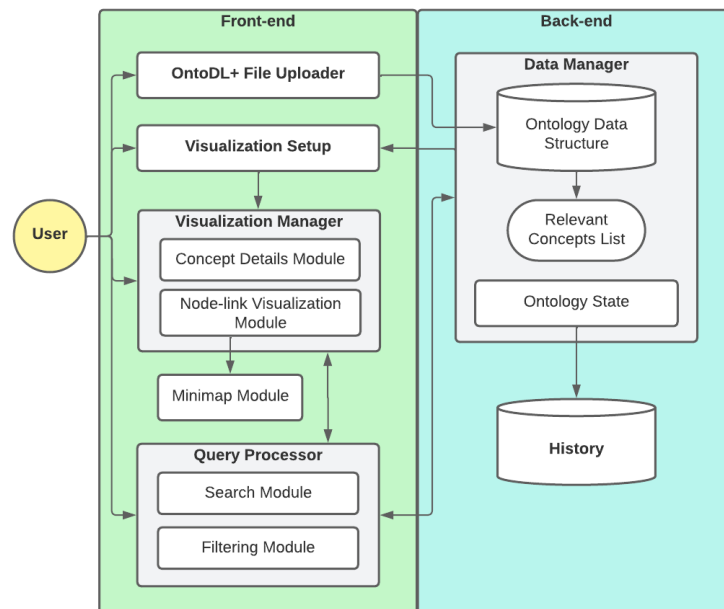 Front-end
Back-end
OntoDL+ File Uploader
Data Manager
Ontology Data
Structure
Visualization Setup
User
Visualization Manager
Relevant
Concepts List
Concept Details Module
Node-link Visualization
Module
Ontology State
Minimap Module
History
Query Processor
Search Module
Filtering Module